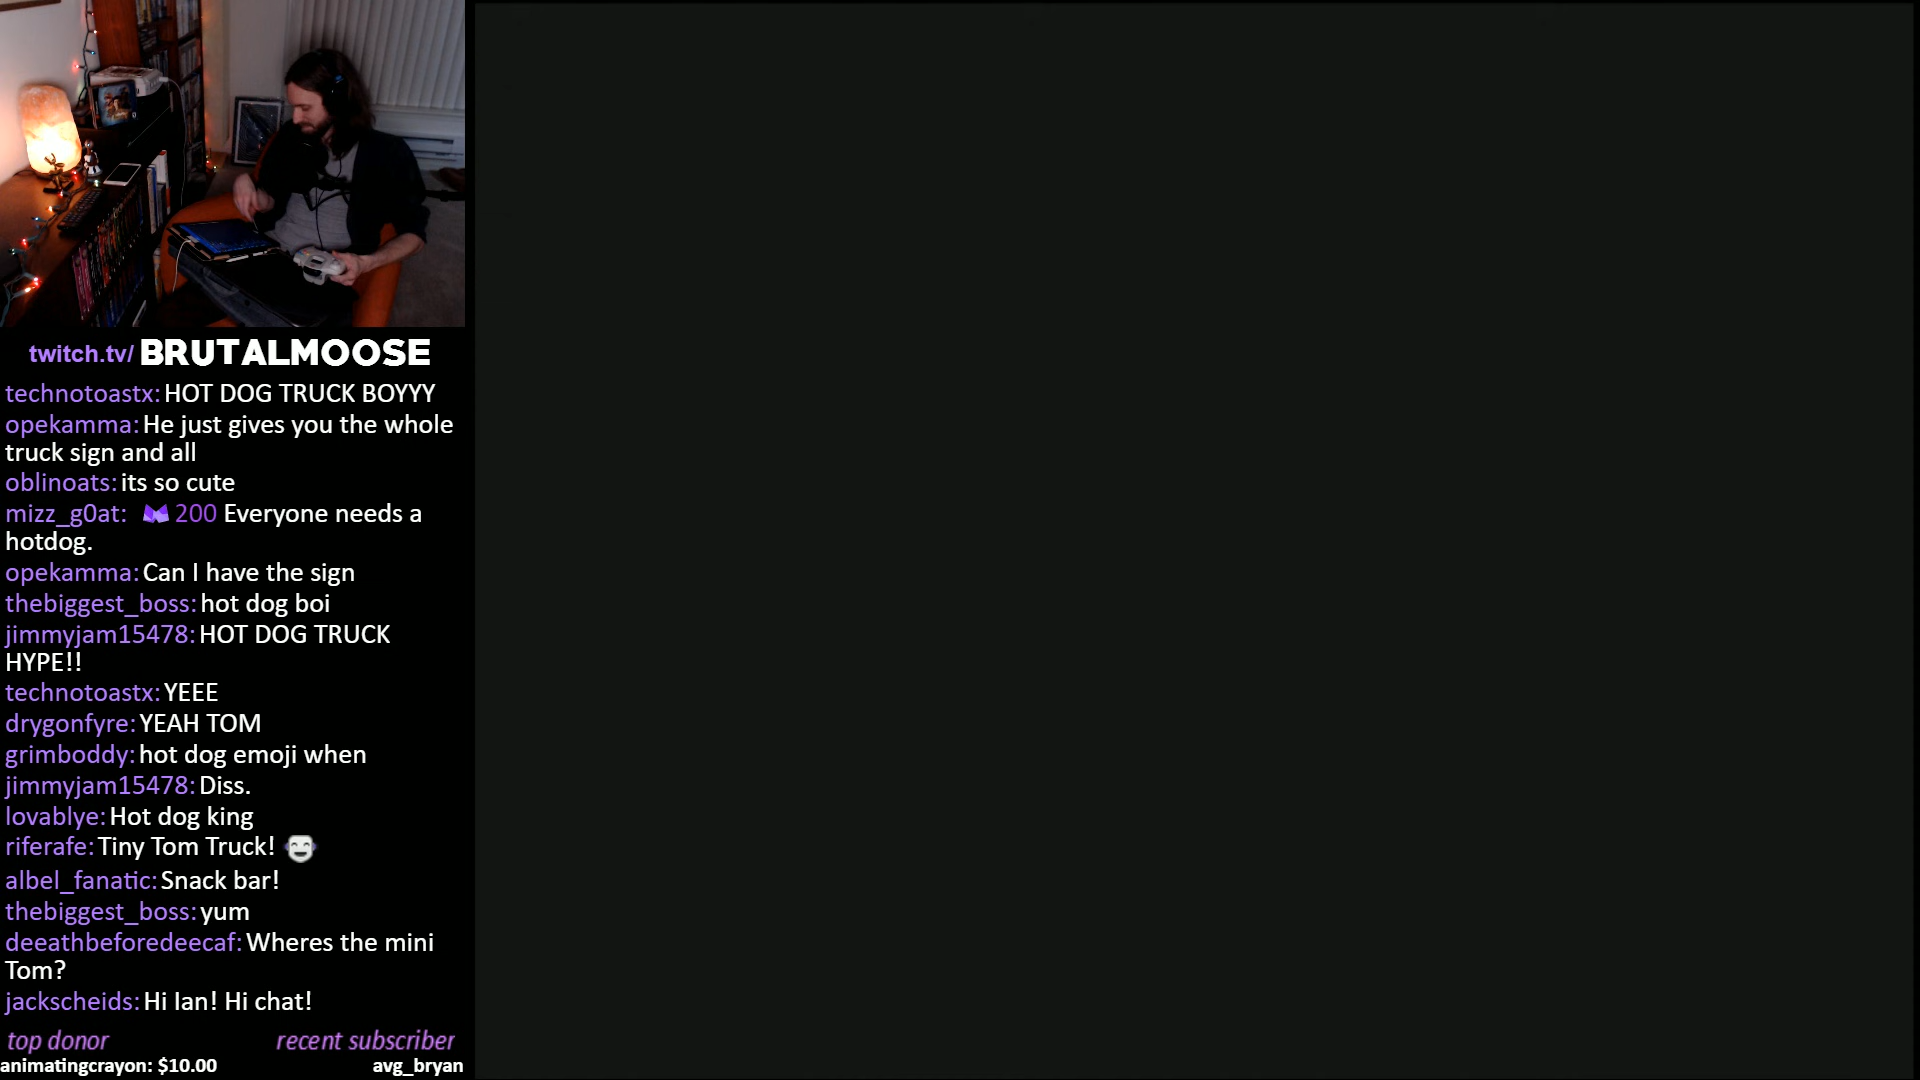 twitch.tv/ BRUTALMOOSE
technotoastx: HOT DOG TRUCK BOYYY
opekamma: He just gives you the whole
truck sign and all
oblinoats: its so cute
mizz_g0at: 200 Everyone needs a
hotdog.
opekamma: Can I have the sign
thebiggest_boss: hot dog boi
jimmyjam15478: HOT DOG TRUCK
HYPE!!
technotoastx: YEEE
drygonfyre: YEAH TOM
grimboddy: hot dog emoji when
jimmyjam15478: Diss.
lovablye: Hot dog king
riferafe: Tiny Tom Truck!
albel_fanatic: Snack bar!
thebiggest_boss: yum
deeathbeforedeecaf: Wheres the mini
Tom?
jackscheids: Hi Ian! Hi chat!
top donor recent subscriber
animatingcrayon: $10.00 avg_bryan